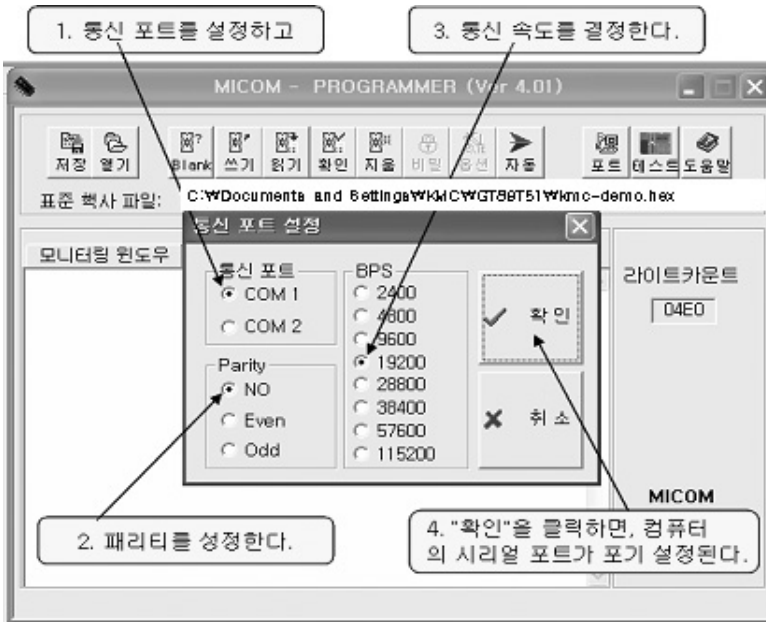 1. 통신 포트를 설정하고
3. 통신 속도를 결정한다.
MICOM - PROGRAMMER (Ver 4.01)
저장 열기 Blank 쓰기 읽기 확인 지움 비밀 옵션 자동 포트 테스트 도움말
표준 헥사 파일: C:₩Documents and Settings₩KMC₩GT89T51₩kmc-demo.hex
통신 포트 설정
모니터링 윈도우
통신 포트
COM 1
COM 2
Parity
NO
Even
Odd
BPS
2400
4800
9600
19200
28800
38400
57600
115200
확인
취소
라이트카운트
04E0
MICOM
2. 패리티를 성정한다.
4. "확인"을 클릭하면, 컴퓨터
의 시리얼 포트가 포기 설정된다.